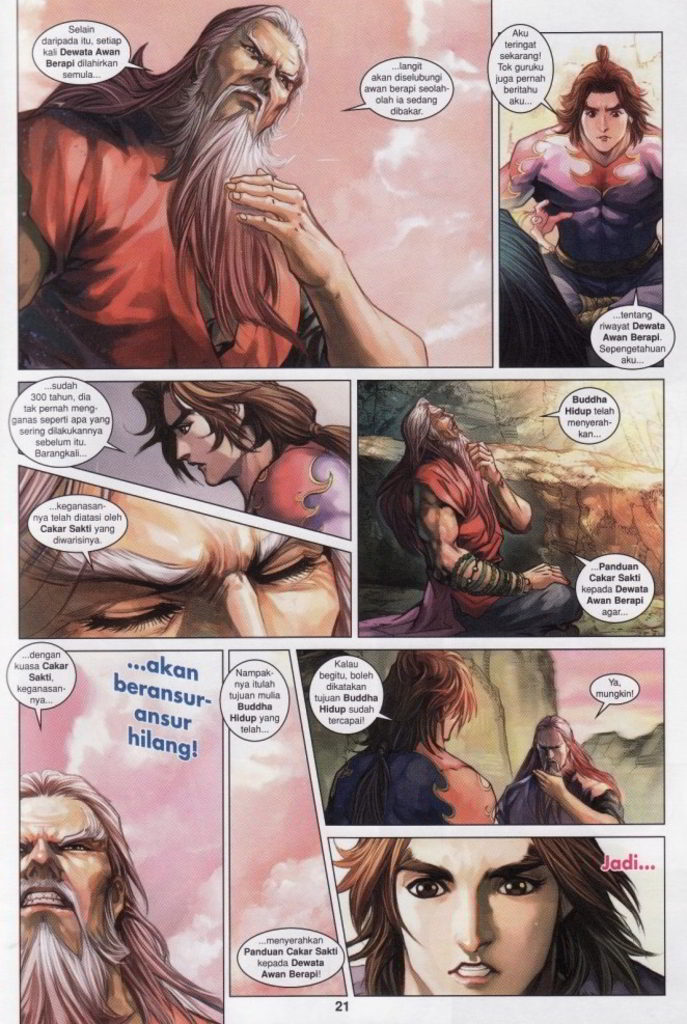 Selain
daripada itu, setiap
kali Dewata Awan
Berapi dilahirkan
semula...
...langit
akan diselubungi
awan berapi seolah-
olah ia sedang
dibakar.
Aku
teringat
sekarang!
Tok guruku
juga pernah
beritahu
aku...
...tentang
riwayat Dewata
Awan Berapi.
Sepengetahuan
aku...
...sudah
300 tahun, dia
tak pernah meng-
ganas seperti apa yang
sering dilakukannya
sebelum itu.
Barangkali...
...keganasan-
nya telah diatasi oleh
Cakar Sakti yang
diwarisinya.
Buddha
Hidup telah
menyerah-
kan...
...Panduan
Cakar Sakti
kepada Dewata
Awan Berapi
agar...
...dengan
kuasa Cakar
Sakti,
keganasan-
nya...
...akan
beransur-
ansur
hilang!
Nampak-
nya itulah
tujuan mulia
Buddha
Hidup yang
telah...
...menyerahkan
Panduan Cakar Sakti
kepada Dewata
Awan Berapi!
Kalau
begitu, boleh
dikatakan
tujuan Buddha
Hidup sudah
tercapai!
Ya,
mungkin!
Jadi...
21